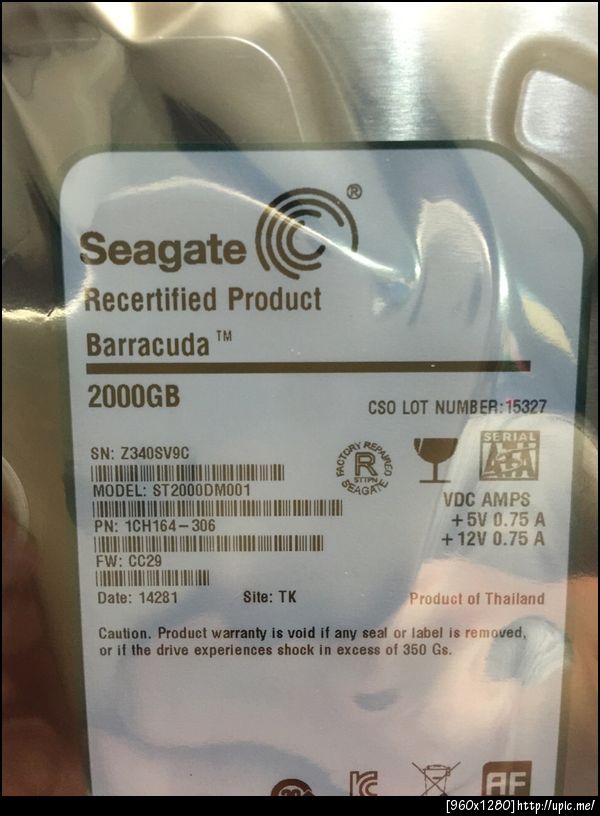 Seagate ®
Recertified Product
Barracuda™
2000GB
CSO LOT NUMBER:15327
SN: Z340SV9C
MODEL: ST2000DM001
PN: 1CH164-306
FW: CC29
Date: 14281 Site: TK
FACTORY REPAIRED
R
STTPN
SEAGATE
SERIAL
ATA
VDC AMPS
+5V 0.75 A
+12V 0.75 A
Product of Thailand
Caution. Product warranty is void if any seal or label is removed,
or if the drive experiences shock in excess of 350 Gs.
AF
[960x1280]http://upic.me/